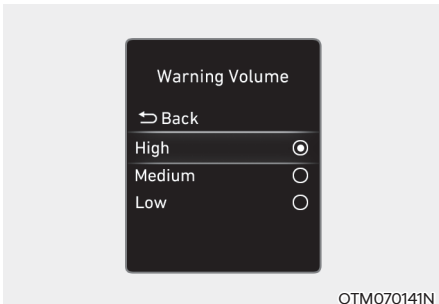 Warning Volume
Back
High
Medium
Low
OTM070141N